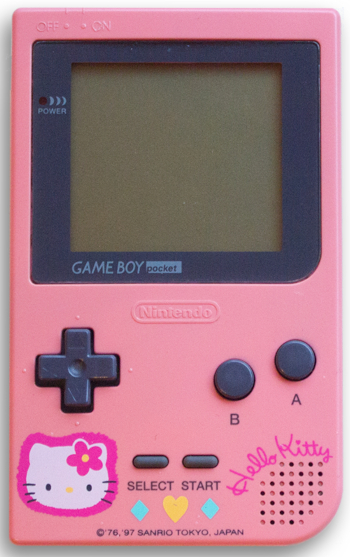 OFF ON
POWER
GAME BOY pocket
Nintendo
A
B
Hello Kitty
SELECT START
©'76,'97 SANRIO TOKYO, JAPAN